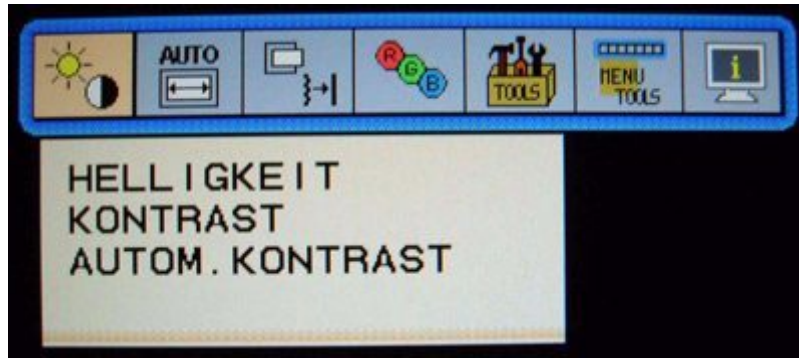 AUTO
R G B
TOOLS
MENU
TOOLS
i
HELLIGKEIT
KONTRAST
AUTOM.KONTRAST